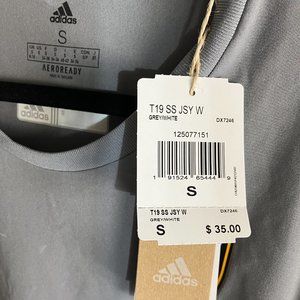 adidas
S
AEROREADY
adidas
T19 SS JSY W
GREY/WHITE DX7246
125077151
1 91524 65444 9
S
T19 SS JSY W DX7246
GREY/WHITE
S $ 35.00
adidas